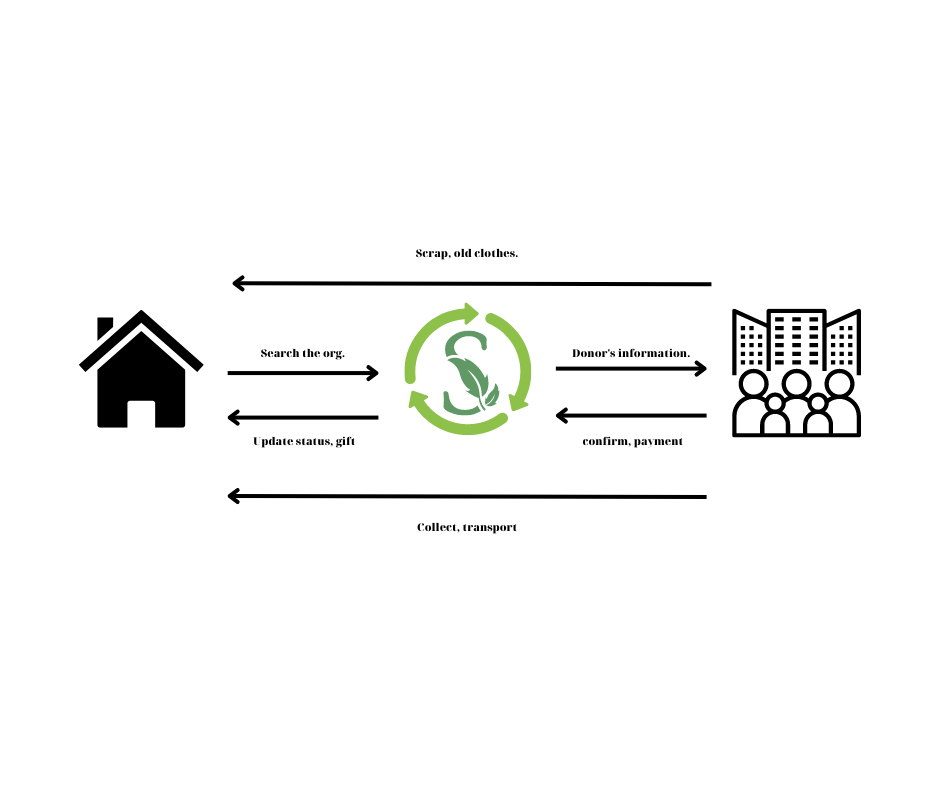 Scrap, old clothes.
Search the org.
Donor's information.
S
Update status, gift
confirm, payment
Collect, transport